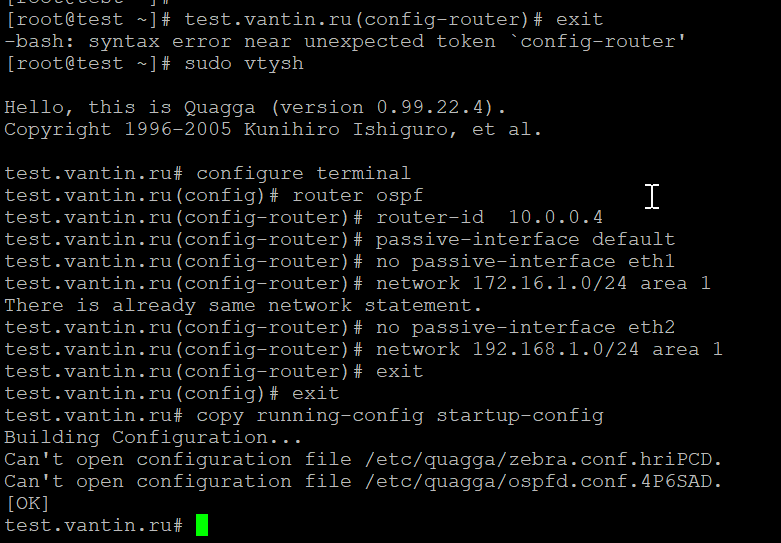 [root@test ~]#
[root@test ~]# test.vantin.ru(config-router)# exit
-bash: syntax error near unexpected token `config-router'
[root@test ~]# sudo vtysh
Hello, this is Quagga (version 0.99.22.4).
Copyright 1996-2005 Kunihiro Ishiguro, et al.
test.vantin.ru# configure terminal
test.vantin.ru(config)# router ospf
test.vantin.ru(config-router)# router-id  10.0.0.4
test.vantin.ru(config-router)# passive-interface default
test.vantin.ru(config-router)# no passive-interface eth1
test.vantin.ru(config-router)# network 172.16.1.0/24 area 1
There is already same network statement.
test.vantin.ru(config-router)# no passive-interface eth2
test.vantin.ru(config-router)# network 192.168.1.0/24 area 1
test.vantin.ru(config-router)# exit
test.vantin.ru(config)# exit
test.vantin.ru# copy running-config startup-config
Building Configuration...
Can't open configuration file /etc/quagga/zebra.conf.hriPCD.
Can't open configuration file /etc/quagga/ospfd.conf.4P6SAD.
[OK]
test.vantin.ru#